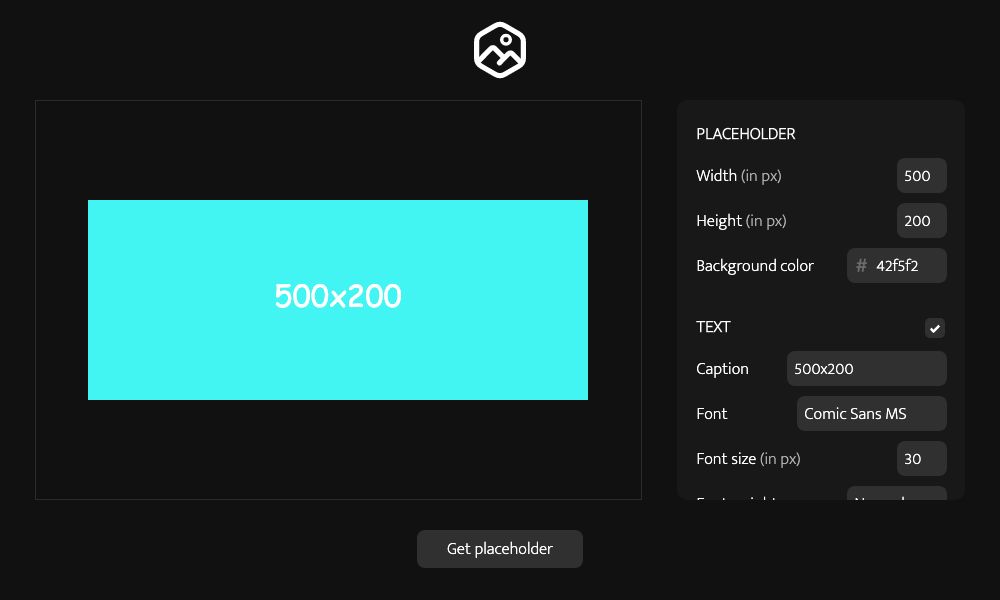 500x200
PLACEHOLDER
Width (in px) 500
Height (in px) 200
Background color # 42f5f2
TEXT
Caption 500x200
Font Comic Sans MS
Font size (in px) 30
Get placeholder